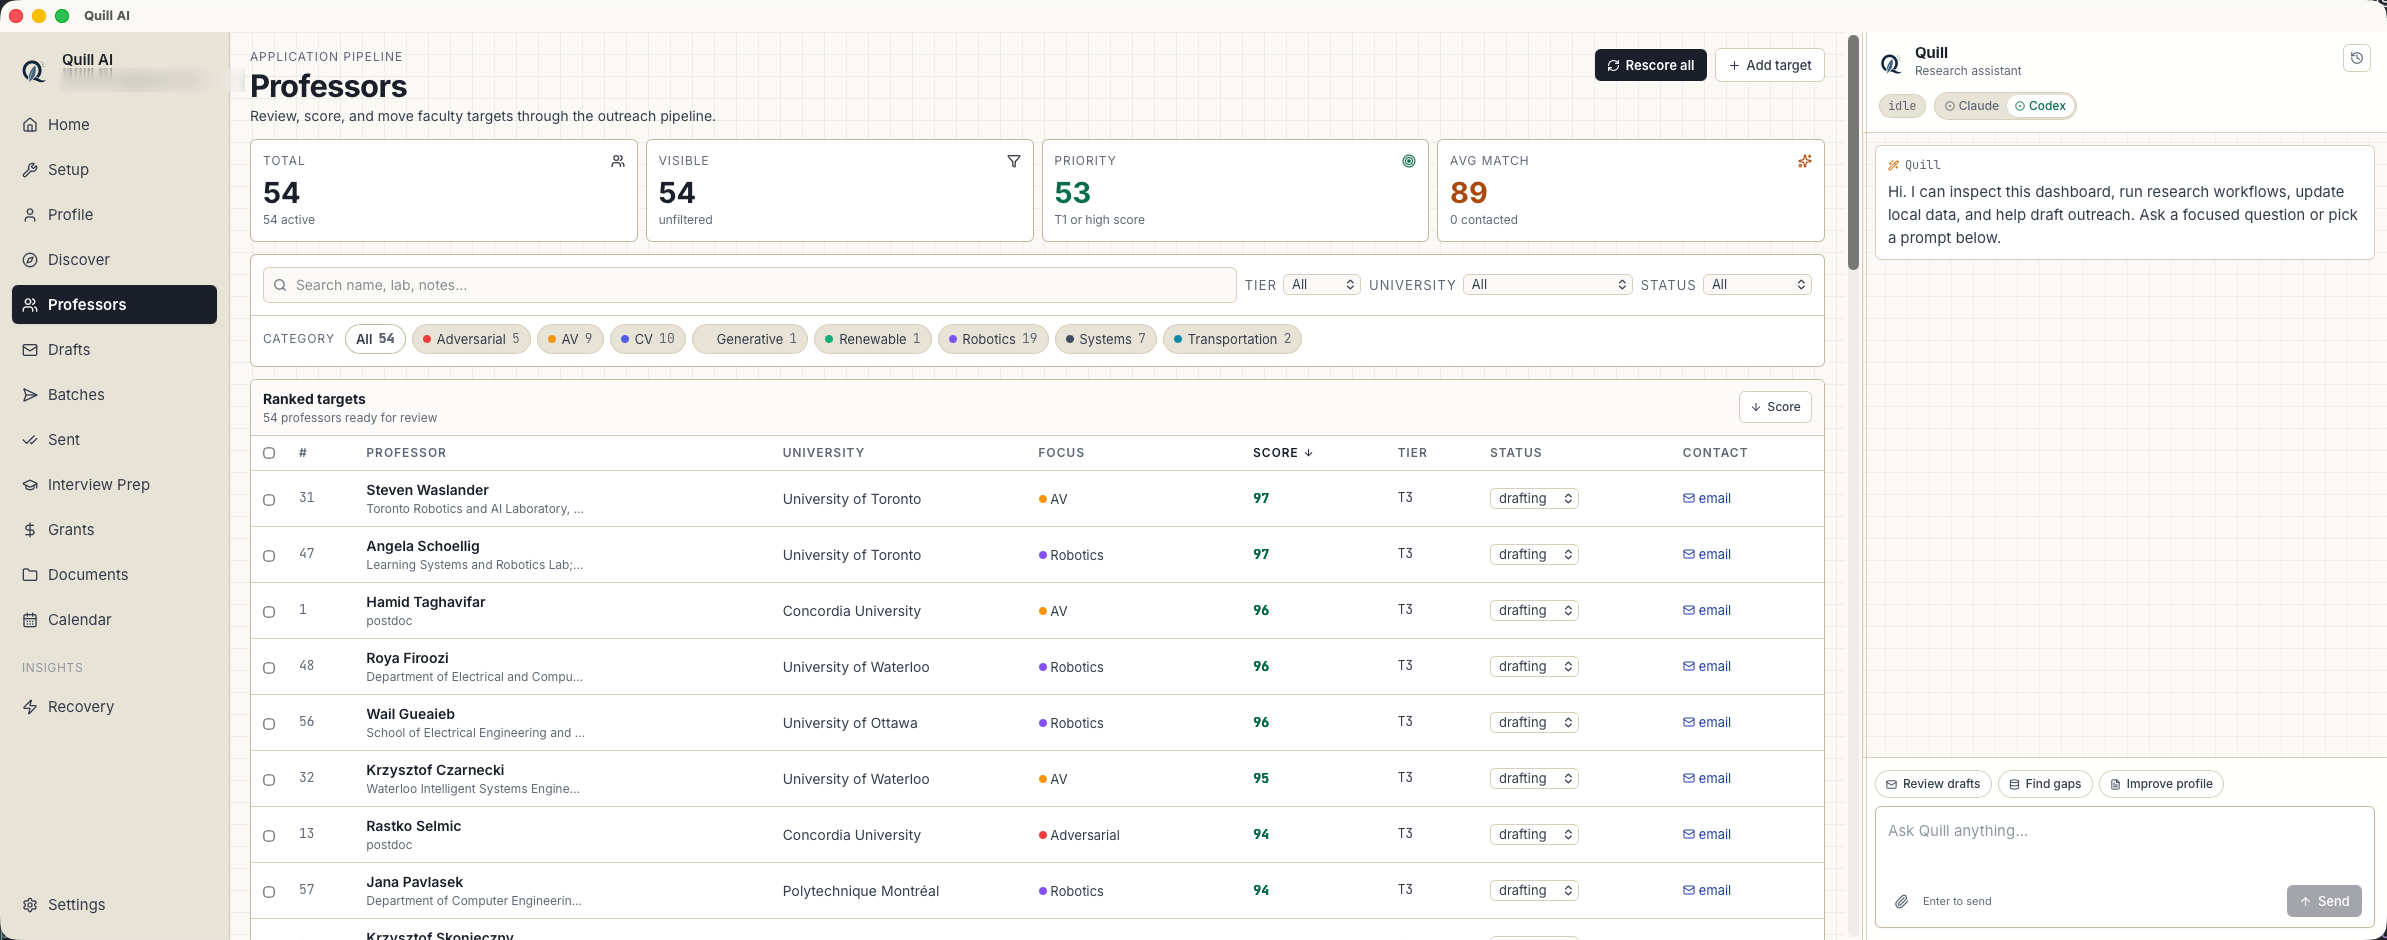 Quill AI
Quill AI
Home
Setup
Profile
Discover
Professors
Drafts
Batches
Sent
Interview Prep
Grants
Documents
Calendar
INSIGHTS
Recovery
Settings
APPLICATION PIPELINE
Professors
Review, score, and move faculty targets through the outreach pipeline.
Rescore all
Add target
TOTAL
54
54 active
VISIBLE
54
unfiltered
PRIORITY
53
T1 or high score
AVG MATCH
89
0 contacted
Search name, lab, notes...
TIER All UNIVERSITY All STATUS All
CATEGORY All 54 Adversarial 5 AV 9 CV 10 Generative 1 Renewable 1 Robotics 19 Systems 7 Transportation 2
Ranked targets
54 professors ready for review
Score
# PROFESSOR UNIVERSITY FOCUS SCORE TIER STATUS CONTACT
31 Steven Waslander University of Toronto AV 97 T3 drafting email
Toronto Robotics and AI Laboratory, ...
47 Angela Schoellig University of Toronto Robotics 97 T3 drafting email
Learning Systems and Robotics Lab;...
1 Hamid Taghavifar Concordia University AV 96 T3 drafting email
postdoc
48 Roya Firoozi University of Waterloo Robotics 96 T3 drafting email
Department of Electrical and Compu...
56 Wail Gueaieb University of Ottawa Robotics 96 T3 drafting email
School of Electrical Engineering and ...
32 Krzysztof Czarnecki University of Waterloo AV 95 T3 drafting email
Waterloo Intelligent Systems Engine...
13 Rastko Selmic Concordia University Adversarial 94 T3 drafting email
postdoc
57 Jana Pavlasek Polytechnique Montréal Robotics 94 T3 drafting email
Department of Computer Engineerin...
Krzysztof Skonieczny
Quill
Research assistant
idle Claude Codex
Quill
Hi. I can inspect this dashboard, run research workflows, update
local data, and help draft outreach. Ask a focused question or pick
a prompt below.
Review drafts Find gaps Improve profile
Ask Quill anything...
Enter to send
Send